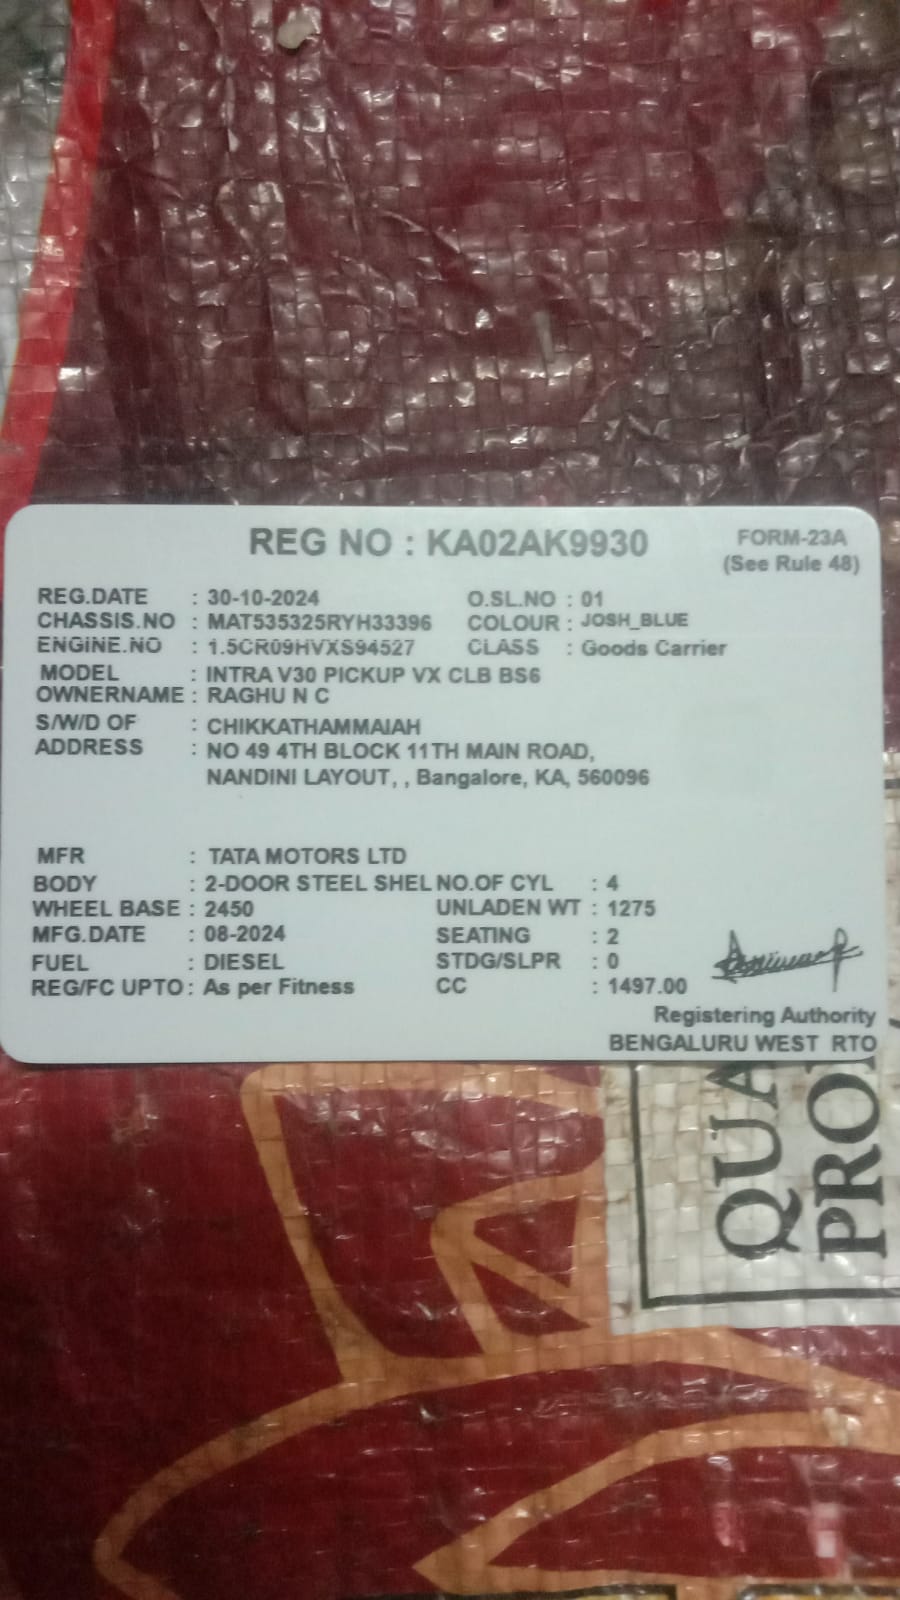 REG NO : KA02AK9930
FORM-23A
(See Rule 48)
REG.DATE : 30-10-2024 O.SL.NO : 01
CHASSIS.NO : MAT535325RYH33396 COLOUR : JOSH_BLUE
ENGINE.NO : 1.5CR09HVXS94527 CLASS : Goods Carrier
MODEL : INTRA V30 PICKUP VX CLB BS6
OWNERNAME : RAGHU N C
S/W/D OF : CHIKKATHAMMAIAH
ADDRESS : NO 49 4TH BLOCK 11TH MAIN ROAD,
NANDINI LAYOUT, , Bangalore, KA, 560096
MFR : TATA MOTORS LTD
BODY : 2-DOOR STEEL SHEL NO.OF CYL : 4
WHEEL BASE : 2450 UNLADEN WT : 1275
MFG.DATE : 08-2024 SEATING : 2
FUEL : DIESEL STDG/SLPR : 0
REG/FC UPTO : As per Fitness CC : 1497.00
Registering Authority
BENGALURU WEST RTO
QUA
PRO